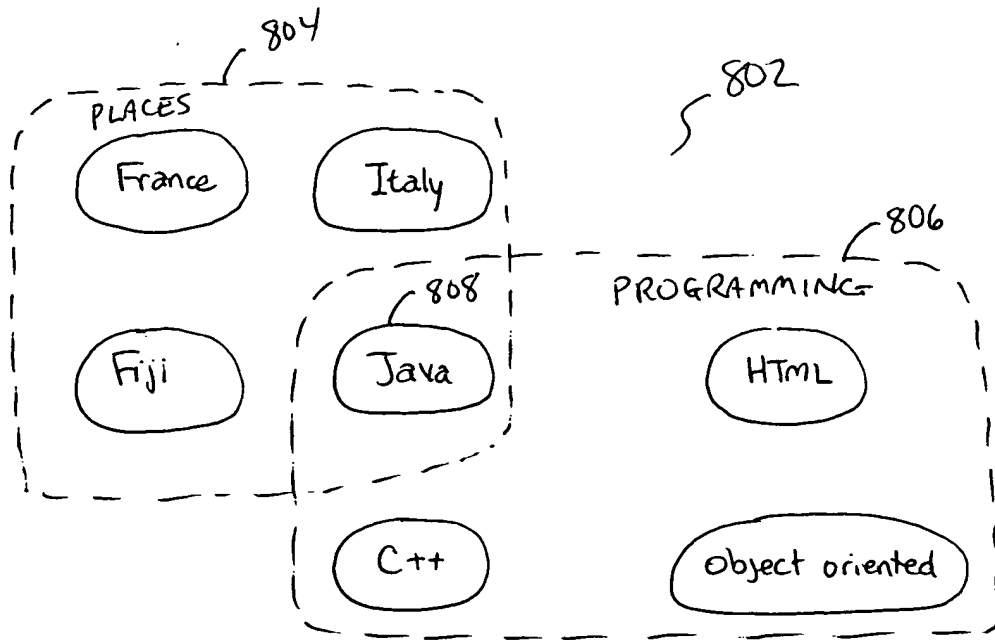 804
802
PLACES
France Italy
806
PROGRAMMING
808
Fiji Java HTML
C++ Object oriented